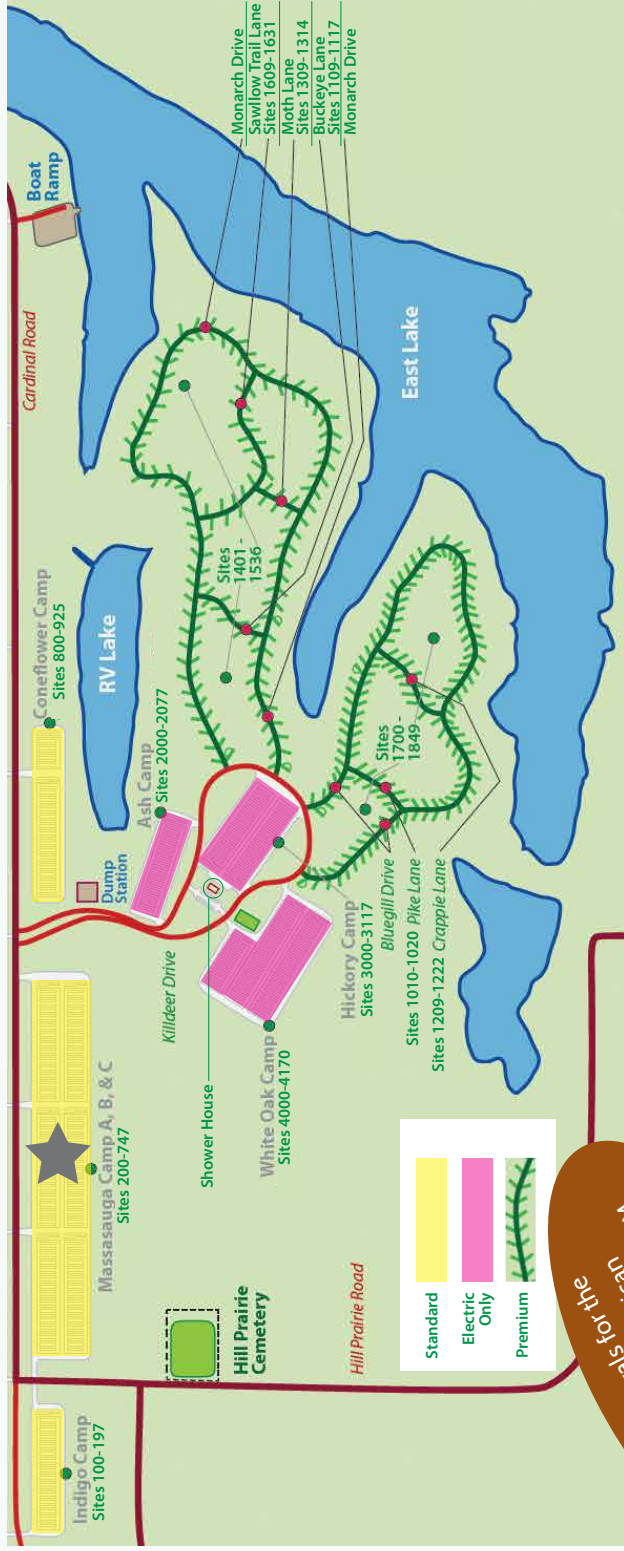 Boat
Ramp
Cardinal Road
Monarch Drive
Sawllow Trail Lane
Sites 1609-1631
Moth Lane
Sites 1309-1314
Buckeye Lane
Sites 1109-1117
Monarch Drive
East Lake
Coneflower Camp
Sites 800-925
RV Lake
Sites
1401 -
1536
Ash Camp
Sites 2000-2077
Dump
Station
Sites
1700 -
1849
Killdeer Drive
Hickory Camp
Sites 3000-3117
Bluegill Drive
Sites 1010-1020 Pike Lane
Sites 1209-1222 Crappie Lane
Massasauga Camp A, B, & C
Sites 200-747
Shower House
White Oak Camp
Sites 4000-4170
Hill Prairie
Cemetery
Hill Prairie Road
Standard
Electric
Only
Premium
Indigo Camp
Sites 100-197
for the